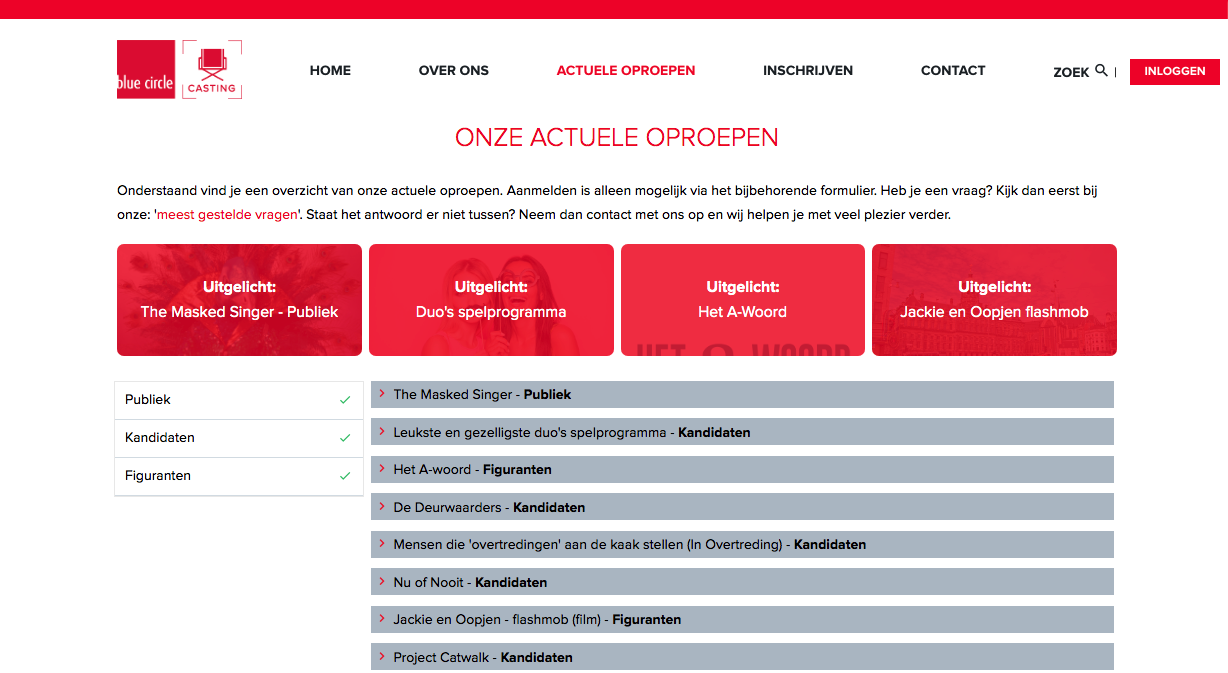 blue circle
CASTING
HOME
OVER ONS
ACTUELE OPROEPEN
INSCHRIJVEN
CONTACT
ZOEK
INLOGGEN
ONZE ACTUELE OPROEPEN
Onderstaand vind je een overzicht van onze actuele oproepen. Aanmelden is alleen mogelijk via het bijbehorende formulier. Heb je een vraag? Kijk dan eerst bij
onze: 'meest gestelde vragen'. Staat het antwoord er niet tussen? Neem dan contact met ons op en wij helpen je met veel plezier verder.
Uitgelicht:
The Masked Singer - Publiek
Uitgelicht:
Duo's spelprogramma
Uitgelicht:
Het A-Woord
HET A WOORD
Uitgelicht:
Jackie en Oopjen flashmob
Publiek
Kandidaten
Figuranten
The Masked Singer - Publiek
Leukste en gezelligste duo's spelprogramma - Kandidaten
Het A-woord - Figuranten
De Deurwaarders - Kandidaten
Mensen die 'overtredingen' aan de kaak stellen (In Overtreding) - Kandidaten
Nu of Nooit - Kandidaten
Jackie en Oopjen - flashmob (film) - Figuranten
Project Catwalk - Kandidaten